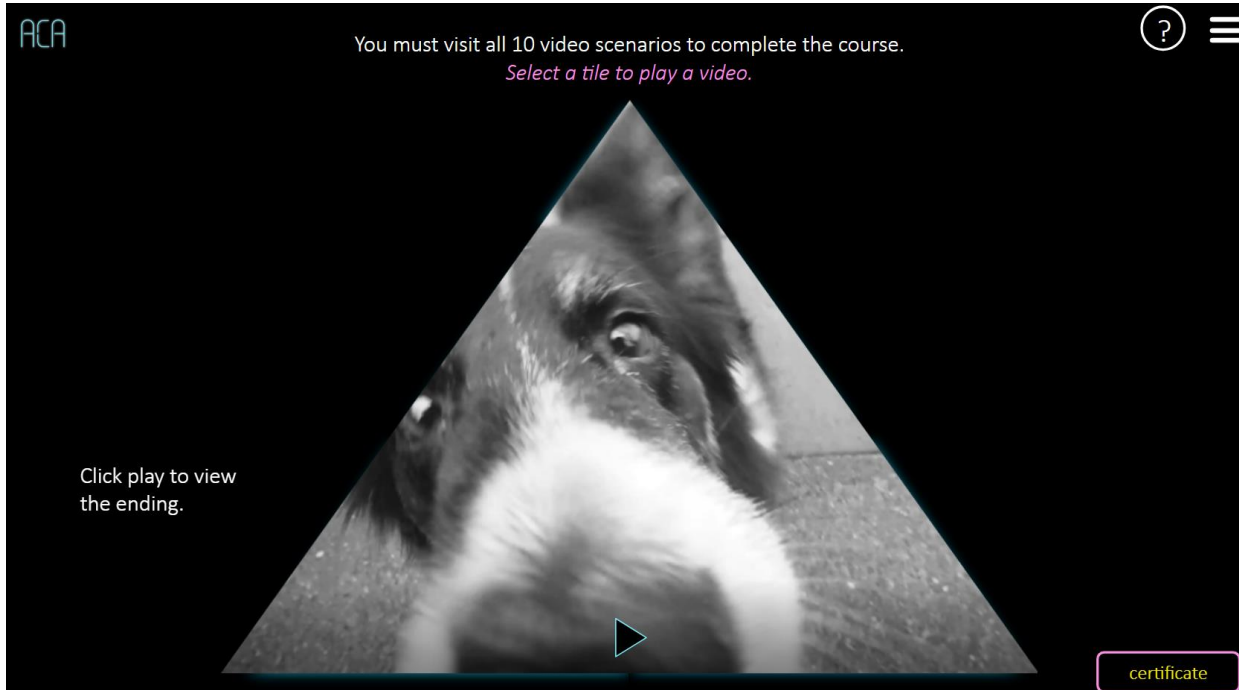 ACA
You must visit all 10 video scenarios to complete the course.
?
Select a tile to play a video.
Click play to view
the ending.
certificate